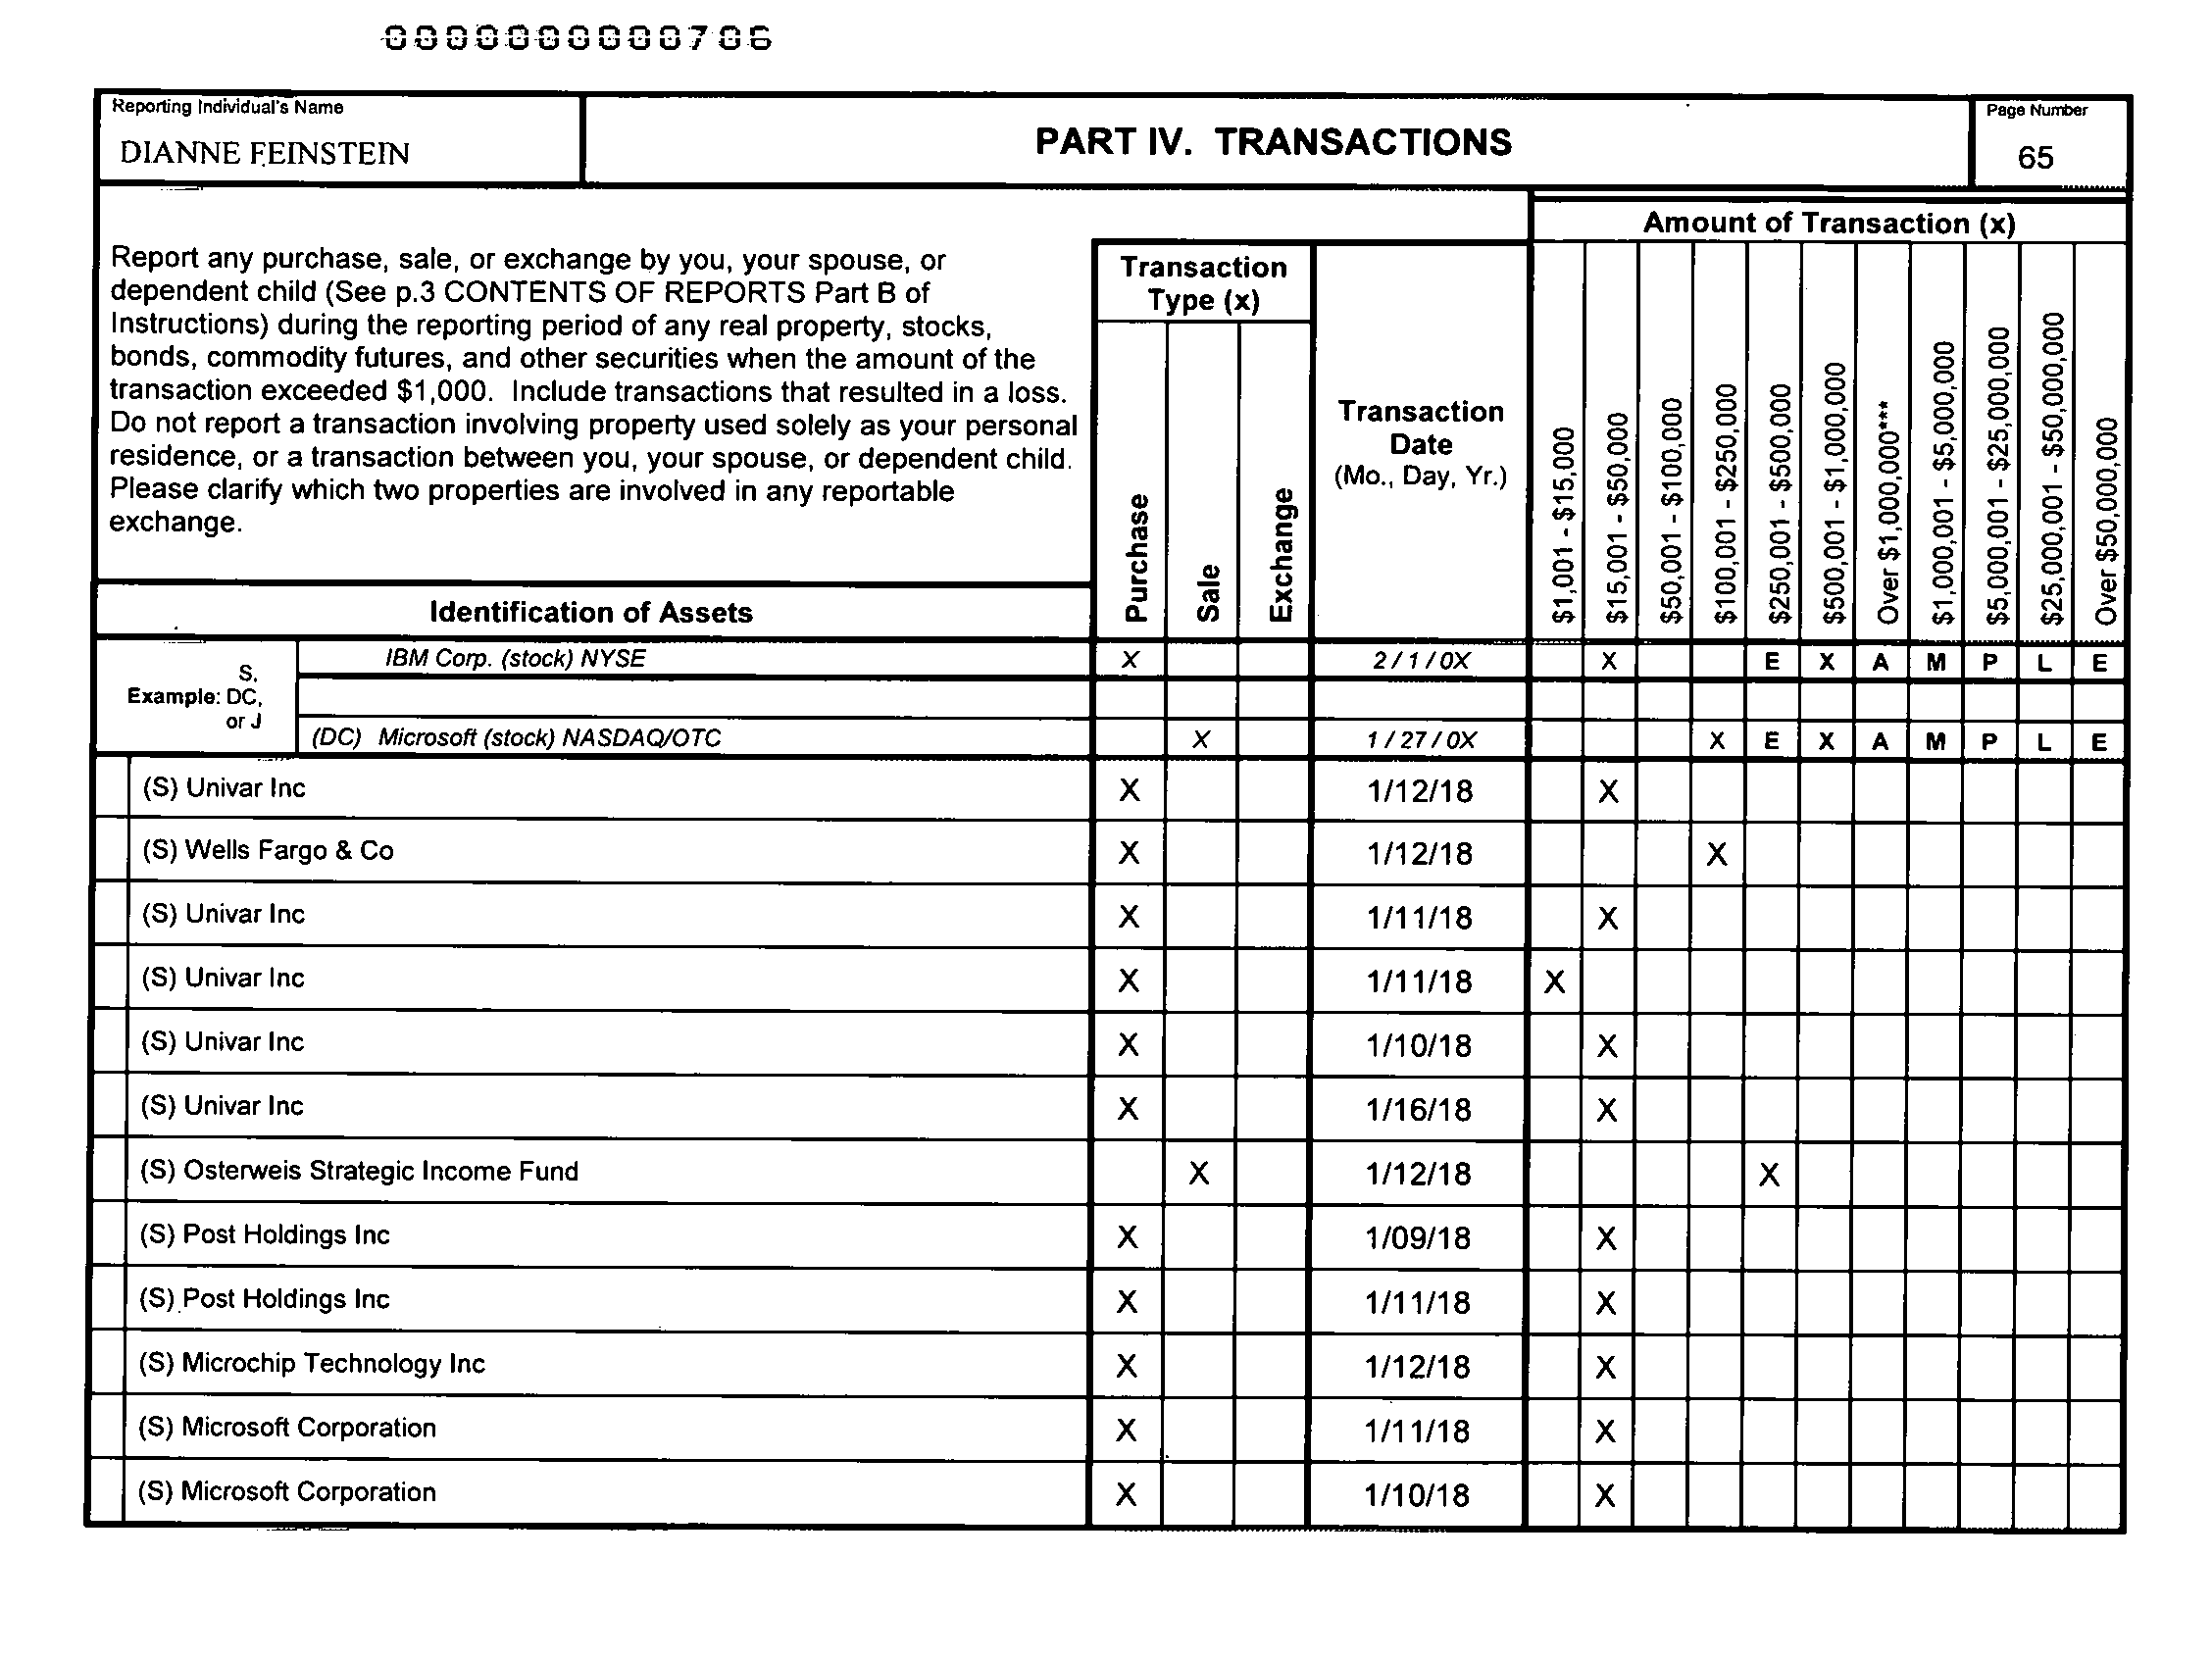 0000000000706
Reporting Individual's Name
DIANNE FEINSTEIN
PART IV. TRANSACTIONS
Page Number
65
Report any purchase, sale, or exchange by you, your spouse, or
dependent child (See p.3 CONTENTS OF REPORTS Part B of
Instructions) during the reporting period of any real property, stocks,
bonds, commodity futures, and other securities when the amount of the
transaction exceeded $1,000. Include transactions that resulted in a loss.
Do not report a transaction involving property used solely as your personal
residence, or a transaction between you, your spouse, or dependent child.
Please clarify which two properties are involved in any reportable
exchange.
Identification of Assets
Transaction
Type (x)
Purchase
Sale
Exchange
Transaction
Date
(Mo., Day, Yr.)
Amount of Transaction (x)
$1,001 - $15,000
$15,001 - $50,000
$50,001 - $100,000
$100,001 - $250,000
$250,001 - $500,000
$500,001 - $1,000,000
Over $1,000,000***
$1,000,001 - $5,000,000
$5,000,001 - $25,000,000
$25,000,001 - $50,000,000
Over $50,000,000
S,
Example: DC,
or J
IBM Corp. (stock) NYSE X 2 / 1 / 0X X E X A M P L E
(DC) Microsoft (stock) NASDAQ/OTC X 1 / 27 / 0X X E X A M P L E
(S) Univar Inc X 1/12/18 X
(S) Wells Fargo & Co X 1/12/18 X
(S) Univar Inc X 1/11/18 X
(S) Univar Inc X 1/11/18 X
(S) Univar Inc X 1/10/18 X
(S) Univar Inc X 1/16/18 X
(S) Osterweis Strategic Income Fund X 1/12/18 X
(S) Post Holdings Inc X 1/09/18 X
(S) Post Holdings Inc X 1/11/18 X
(S) Microchip Technology Inc X 1/12/18 X
(S) Microsoft Corporation X 1/11/18 X
(S) Microsoft Corporation X 1/10/18 X